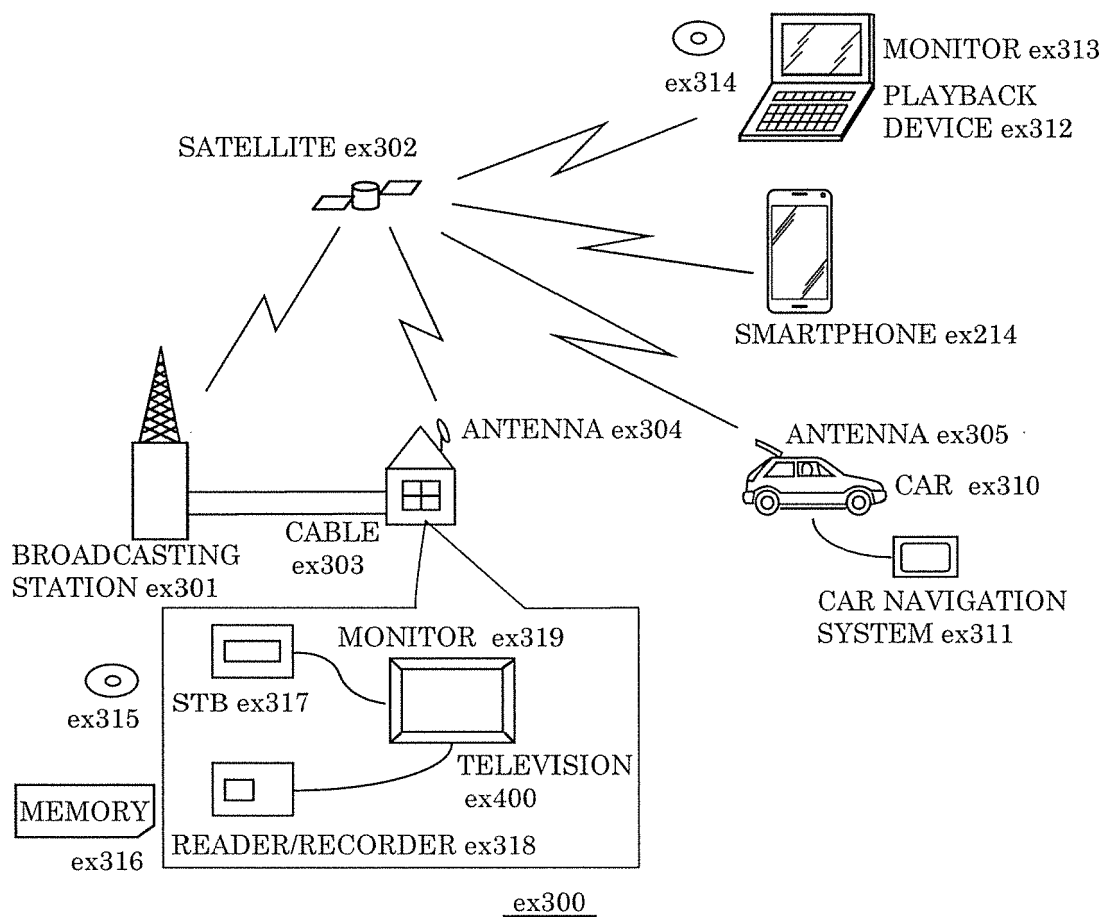 MONITOR ex313
ex314
PLAYBACK
DEVICE ex312
SATELLITE ex302
SMARTPHONE ex214
ANTENNA ex304
ANTENNA ex305
CAR ex310
CABLE
ex303
BROADCASTING
STATION ex301
CAR NAVIGATION
SYSTEM ex311
MONITOR ex319
STB ex317
ex315
TELEVISION
ex400
MEMORY
ex316
READER/RECORDER ex318
ex300